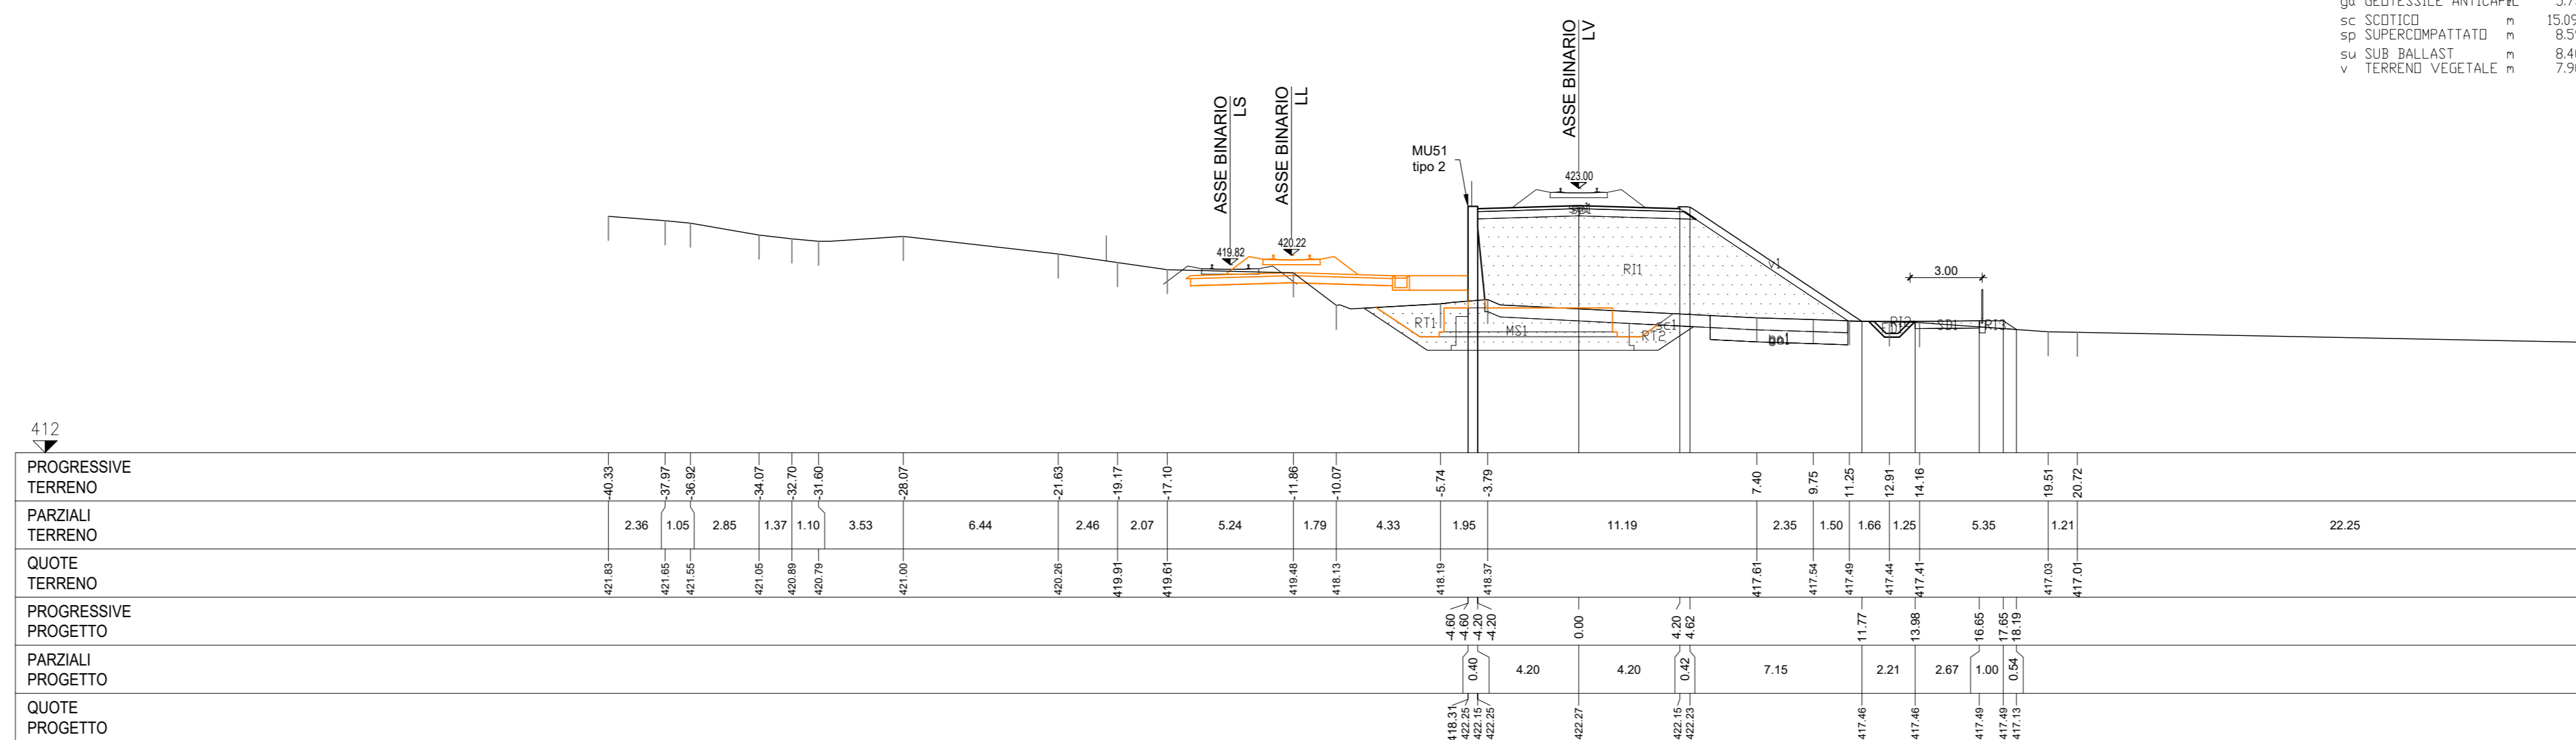 sc SCOTICO m 15.09
sp SUPERCOMPATTATO m
su SUB BALLAST m
v TERRENO VEGETALE m
ASSE BINARIO
LV
ASSE BINARIO
LL
ASSE BINARIO
LS
MU51
tipo 2
423.00
420.22
419.82
3.00
RI1
v1
RT1
MS1
sc1
RT2
RI2
SD1
RI3
412
PROGRESSIVE
TERRENO
-40.33 -37.97 -36.92 -34.07 -32.70 -31.60 -28.07 -21.63 -19.17 -17.10 -11.86 -10.07 -5.74 -3.79 7.40 9.75 11.25 12.91 14.16 19.51 20.72
PARZIALI
TERRENO
2.36 1.05 2.85 1.37 1.10 3.53 6.44 2.46 2.07 5.24 1.79 4.33 1.95 11.19 2.35 1.50 1.66 1.25 5.35 1.21 22.25
QUOTE
TERRENO
421.83 421.65 421.55 421.05 420.89 420.79 421.00 420.26 419.91 419.61 419.48 418.13 418.19 418.37 417.61 417.54 417.49 417.44 417.41 417.03 417.01
PROGRESSIVE
PROGETTO
-4.60 -4.60 -4.20 -4.20 0.00 4.20 4.62 11.77 13.98 16.65 17.65 18.19
PARZIALI
PROGETTO
0.40 4.20 4.20 0.42 7.15 2.21 2.67 1.00 0.54
QUOTE
PROGETTO
418.31 422.25 422.15 422.25 422.27 422.15 422.23 417.46 417.46 417.49 417.49 417.13